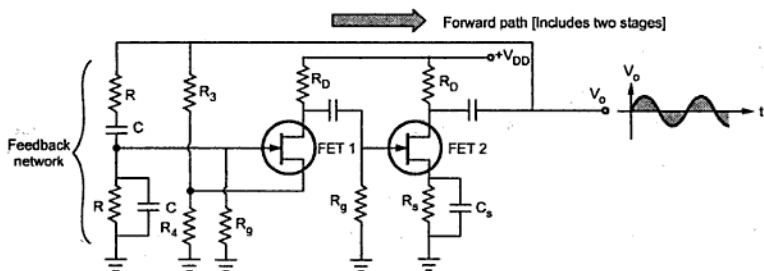 Forward path [Includes two stages]
+V_DD
R
R_3
R_D
R_D
V_o
V_o
t
C
Feedback network
FET 1
FET 2
R
C
R_4
R_g
R_g
R_s
C_s